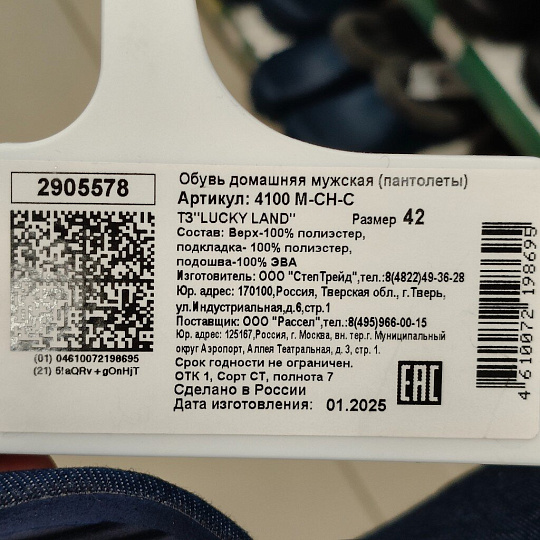 2905578
(01) 04610072198695
(21) 5!aQRv+gOnHjT
Обувь домашняя мужская (пантолеты)
Артикул: 4100 M-CH-C
ТЗ"LUCKY LAND" Размер 42
Состав: Верх-100% полиэстер,
подкладка- 100% полиэстер,
подошва-100% ЭВА
Изготовитель: ООО "СтепТрейд",тел.:8(4822)49-36-28
Юр. адрес: 170100,Россия, Тверская обл., г.Тверь,
ул.Индустриальная,д.6,стр.1
Поставщик: ООО "Рассел",тел.:8(495)966-00-15
Юр. адрес: 125167,Россия, г. Москва, вн. тер.г. Муниципальный
округ Аэропорт, Аллея Театральная, д. 3, стр. 1.
Срок годности не ограничен.
ОТК 1, Сорт СТ, полнота 7
Сделано в России
Дата изготовления: 01.2025
EAC
4 610072 198695